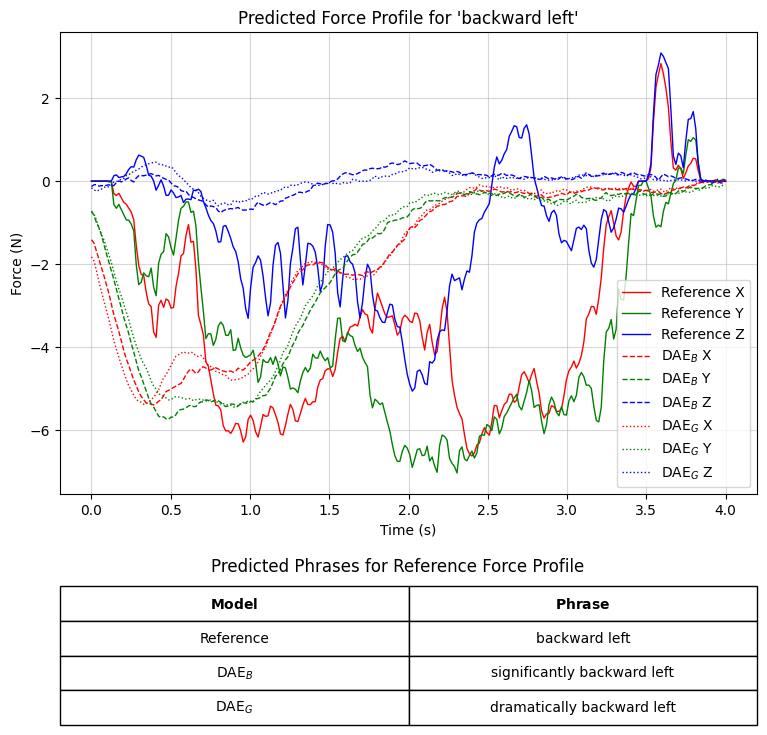 Predicted Force Profile for 'backward left'
Force (N)
2
0
−2
−4
−6
Reference X
Reference Y
Reference Z
DAE_B X
DAE_B Y
DAE_B Z
DAE_G X
DAE_G Y
DAE_G Z
0.0 0.5 1.0 1.5 2.0 2.5 3.0 3.5 4.0
Time (s)
Predicted Phrases for Reference Force Profile
Model Phrase
Reference backward left
DAE_B significantly backward left
DAE_G dramatically backward left